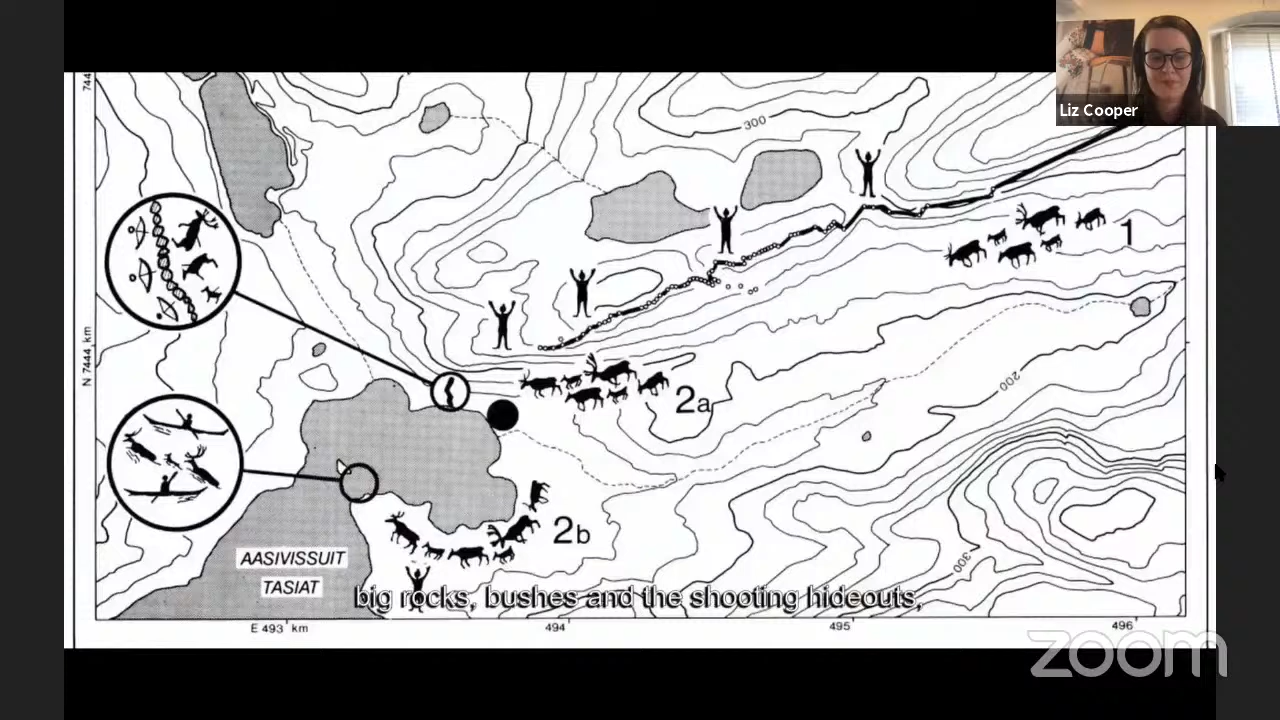 Liz Cooper
744
300
1
N 7444 km
200
2a
2b
300
AASIVISSUIT
TASIAT
big rocks, bushes and the shooting hideouts,
E 493 km
494
495
496
zoom